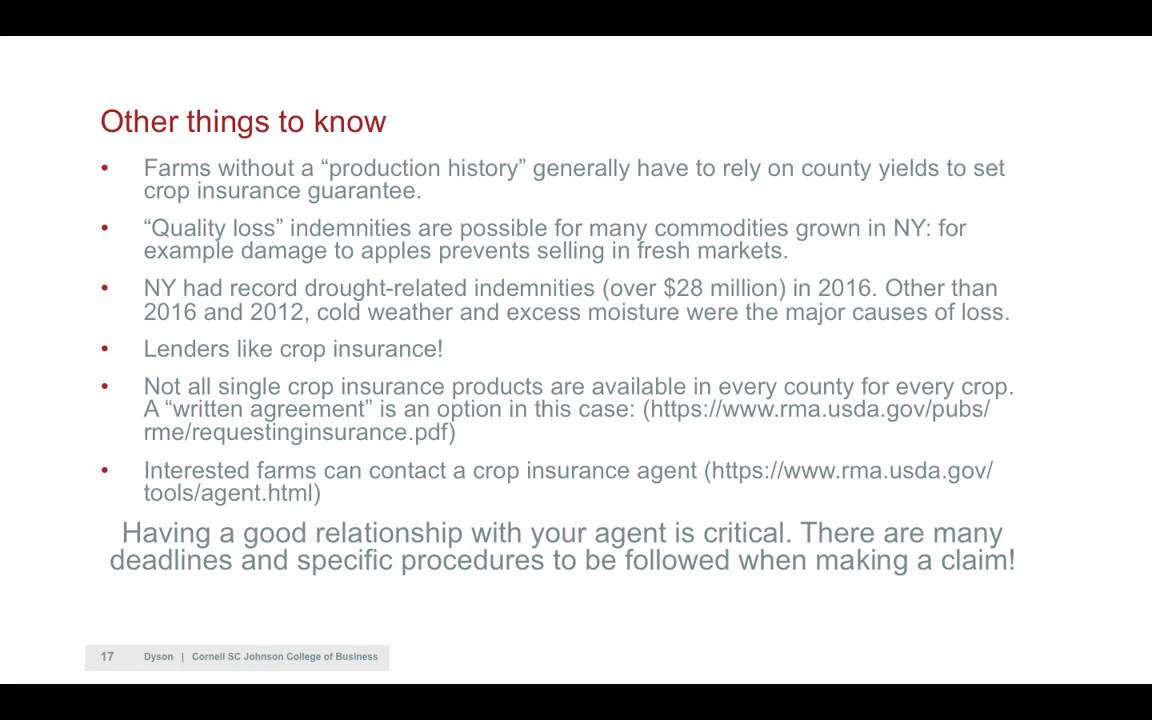 Other things to know
• Farms without a “production history” generally have to rely on county yields to set
crop insurance guarantee.
• “Quality loss” indemnities are possible for many commodities grown in NY: for
example damage to apples prevents selling in fresh markets.
• NY had record drought-related indemnities (over $28 million) in 2016. Other than
2016 and 2012, cold weather and excess moisture were the major causes of loss.
• Lenders like crop insurance!
• Not all single crop insurance products are available in every county for every crop.
A “written agreement” is an option in this case: (https://www.rma.usda.gov/pubs/
rme/requestinginsurance.pdf)
• Interested farms can contact a crop insurance agent (https://www.rma.usda.gov/
tools/agent.html)
Having a good relationship with your agent is critical. There are many
deadlines and specific procedures to be followed when making a claim!
17 Dyson | Cornell SC Johnson College of Business